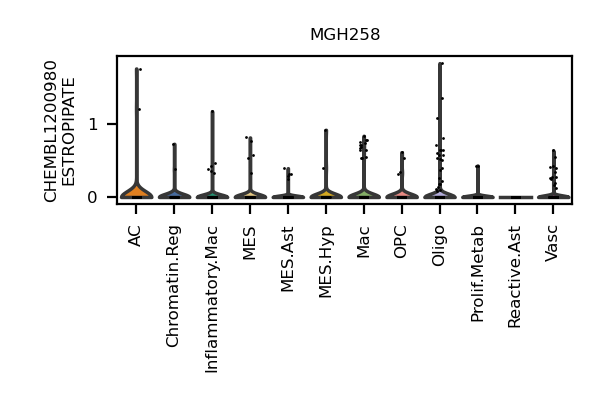 MGH258
CHEMBL1200980
ESTROPIPATE
1
0
AC
Chromatin.Reg
Inflammatory.Mac
MES
MES.Ast
MES.Hyp
Mac
OPC
Oligo
Prolif.Metab
Reactive.Ast
Vasc